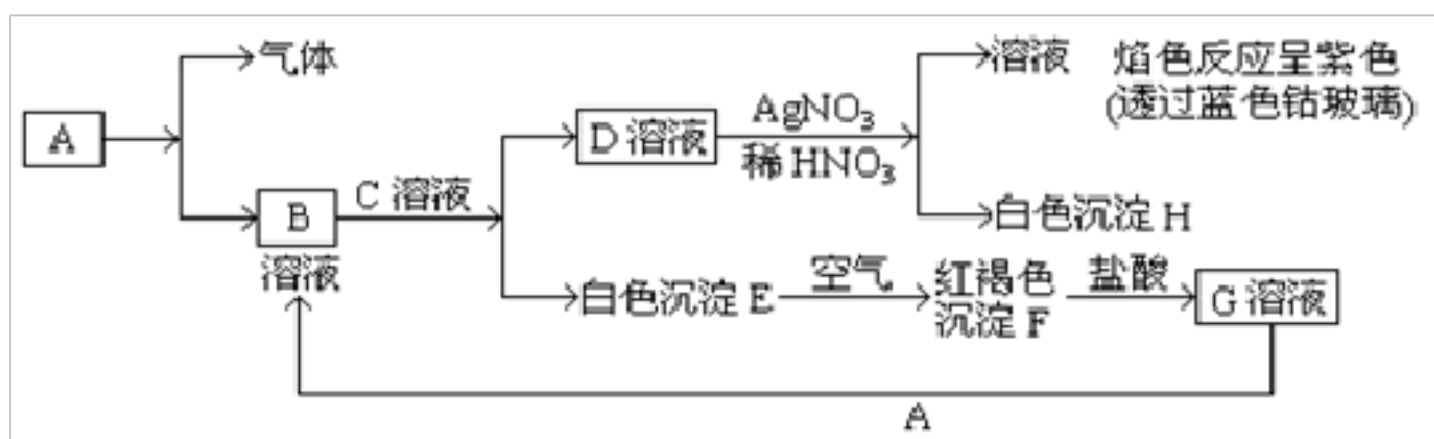 气体
溶液 焰色反应呈紫色
(透过蓝色钴玻璃)
A
D 溶液
AgNO₃
稀 HNO₃
B
溶液
C 溶液
白色沉淀 H
白色沉淀 E
空气
红褐色
沉淀 F
盐酸
G 溶液
A